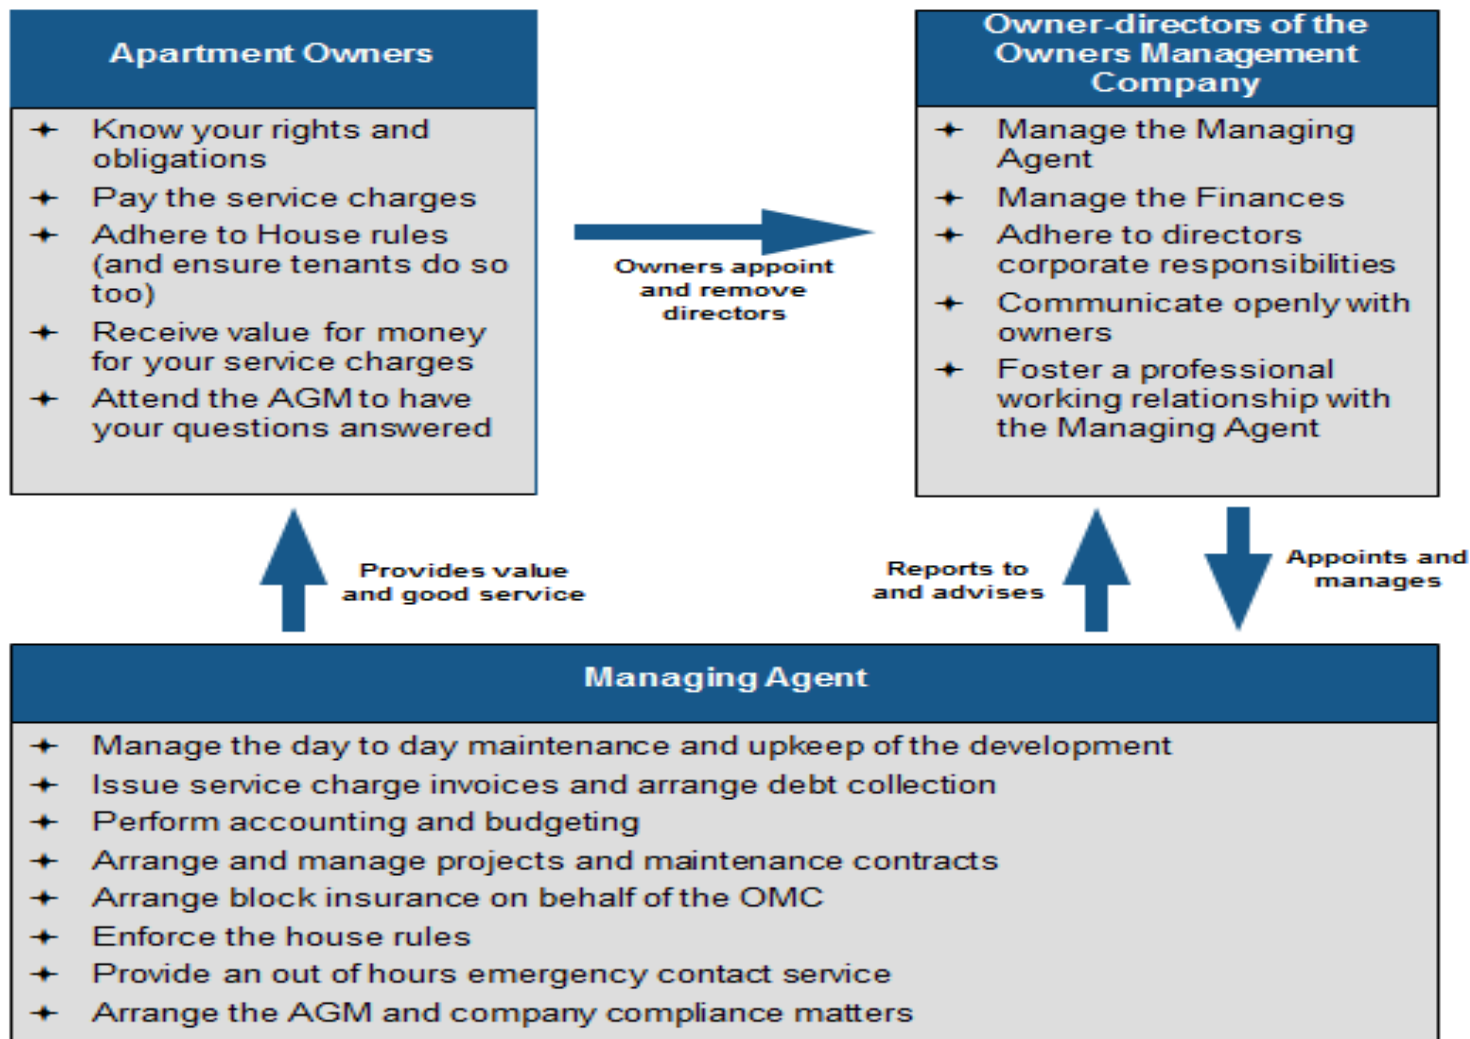 Apartment Owners
Know your rights and
obligations
Pay the service charges
Adhere to House rules
(and ensure tenants do so
too)
Receive value for money
for your service charges
Attend the AGM to have
your questions answered
Owners appoint
and remove
directors
Owner-directors of the
Owners Management
Company
Manage the Managing
Agent
Manage the Finances
Adhere to directors
corporate responsibilities
Communicate openly with
owners
Foster a professional
working relationship with
the Managing Agent
Provides value
and good service
Reports to
and advises
Appoints and
manages
Managing Agent
Manage the day to day maintenance and upkeep of the development
Issue service charge invoices and arrange debt collection
Perform accounting and budgeting
Arrange and manage projects and maintenance contracts
Arrange block insurance on behalf of the OMC
Enforce the house rules
Provide an out of hours emergency contact service
Arrange the AGM and company compliance matters